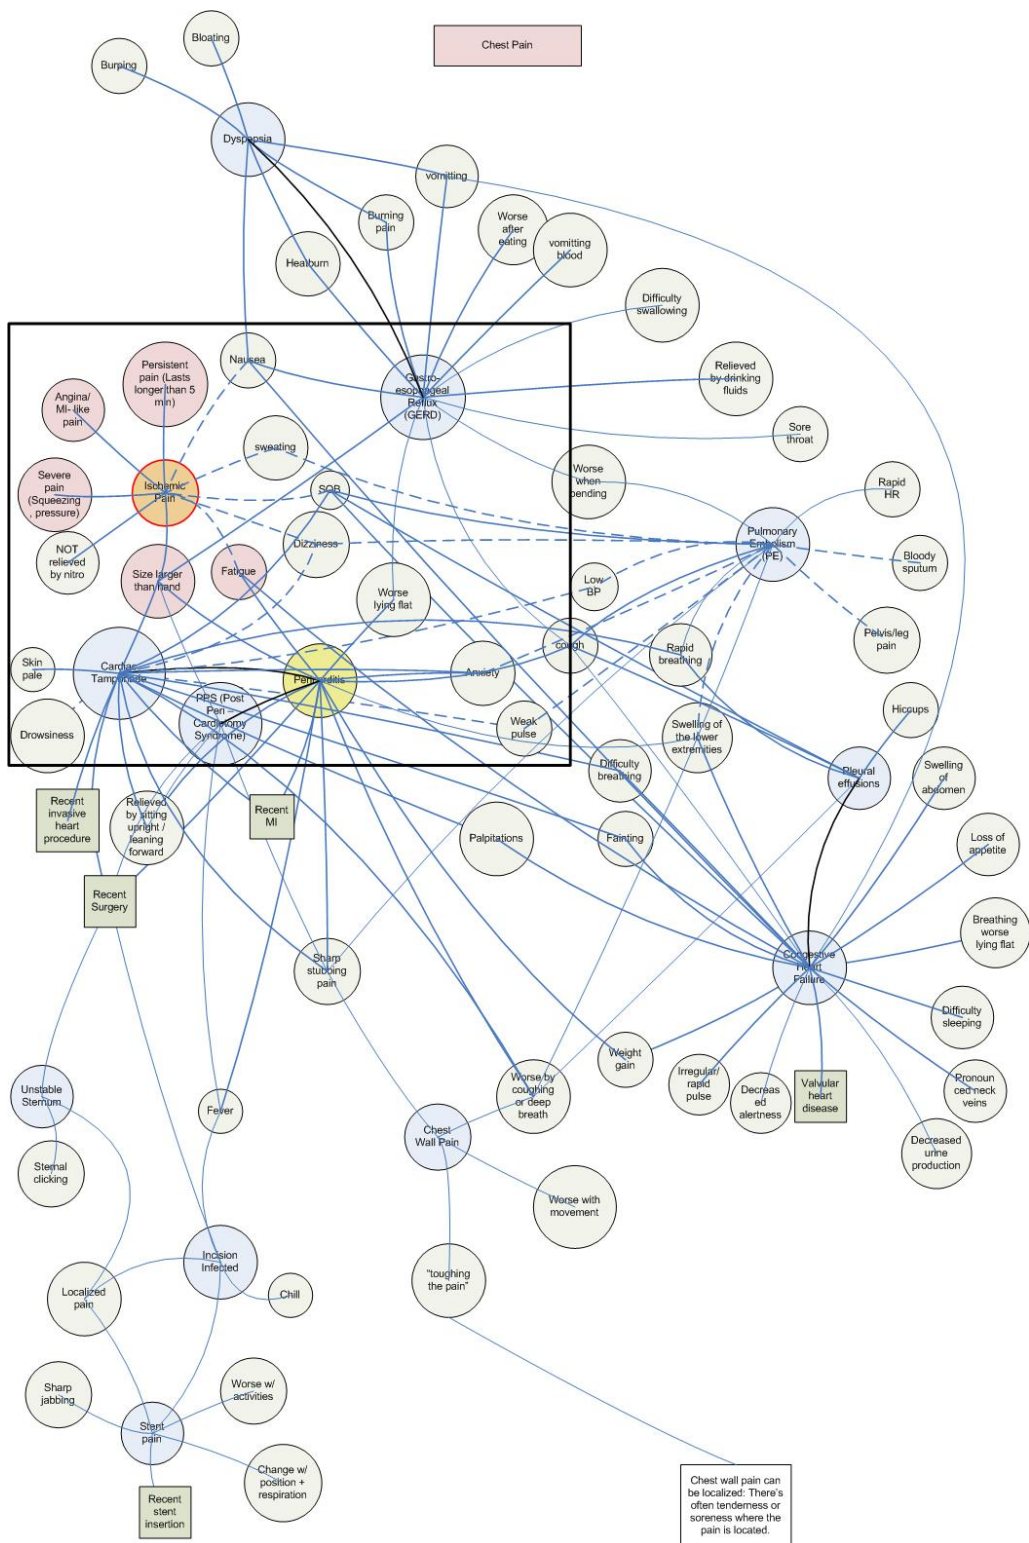 Bloating
Chest Pain
Burping
Dyspepsia
vomitting
Burning
pain
Worse
after
eating
vomitting
blood
Heatburn
Difficulty
swallowing
Nausea
Persistent
pain (Lasts
longer than 5
min)
Gastro-
esophageal
Reflux
(GERD)
Relieved
by drinking
fluids
Angina/
MI- like
pain
Sore
throat
sweating
Severe
pain
(Squeezing
, pressure)
Ischemic
Pain
SOB
Worse
when
bending
Rapid
HR
NOT
relieved
by nitro
Dizziness
Pulmonary
Embolism
(PE)
Bloody
sputum
Size larger
than hand
Fatigue
Worse
lying flat
Low
BP
Pelvis/leg
pain
Skin
pale
Cardiac
Tamponade
Pericarditis
Anxiety
cough
Rapid
breathing
PPS (Post
Peri
Cardiotomy
Syndrome)
Drowsiness
Weak
pulse
Swelling of
the lower
extremities
Hiccups
Difficulty
breathing
Pleural
effusions
Swelling
of
abdomen
Recent
invasive
heart
procedure
Relieved
by sitting
upright /
leaning
forward
Recent
MI
Palpitations
Fainting
Loss of
appetite
Recent
Surgery
Breathing
worse
lying flat
Sharp
stubbing
pain
Congestive
Heart
Failure
Difficulty
sleeping
Weight
gain
Unstable
Sternum
Fever
Worse by
coughing
or deep
breath
Irregular/
rapid
pulse
Decreas
ed
alertness
Valvular
heart
disease
Pronoun
ced neck
veins
Chest
Wall Pain
Decreased
urine
production
Sternal
clicking
Worse with
movement
Incision
Infected
Localized
pain
Chill
"toughing
the pain"
Sharp
jabbing
Worse w/
activities
Stent
pain
Change w/
position +
respiration
Recent
stent
insertion
Chest wall pain can
be localized: There's
often tenderness or
soreness where the
pain is located.